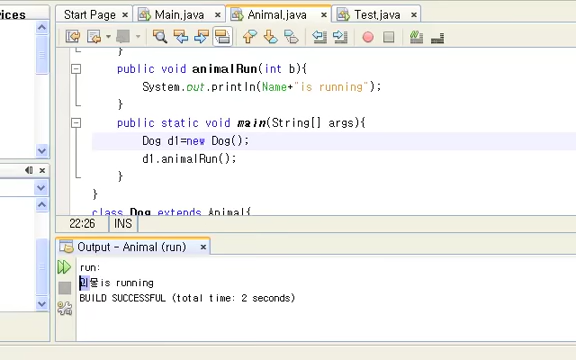 rvices
Start Page
Main.java
Animal.java
Test.java
}
public void animalRun(int b){
System.out.println(Name+"is running");
}
public static void main(String[] args){
Dog d1=new Dog();
d1.animalRun();
}
}
class Dog extends Animal{
22:26 INS
Output - Animal (run)
run:
is running
BUILD SUCCESSFUL (total time: 2 seconds)